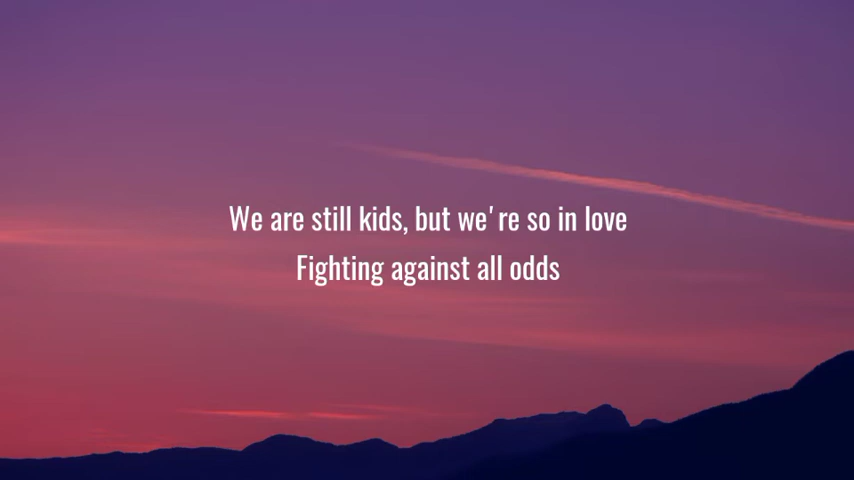 We are still kids, but we're so in love
Fighting against all odds